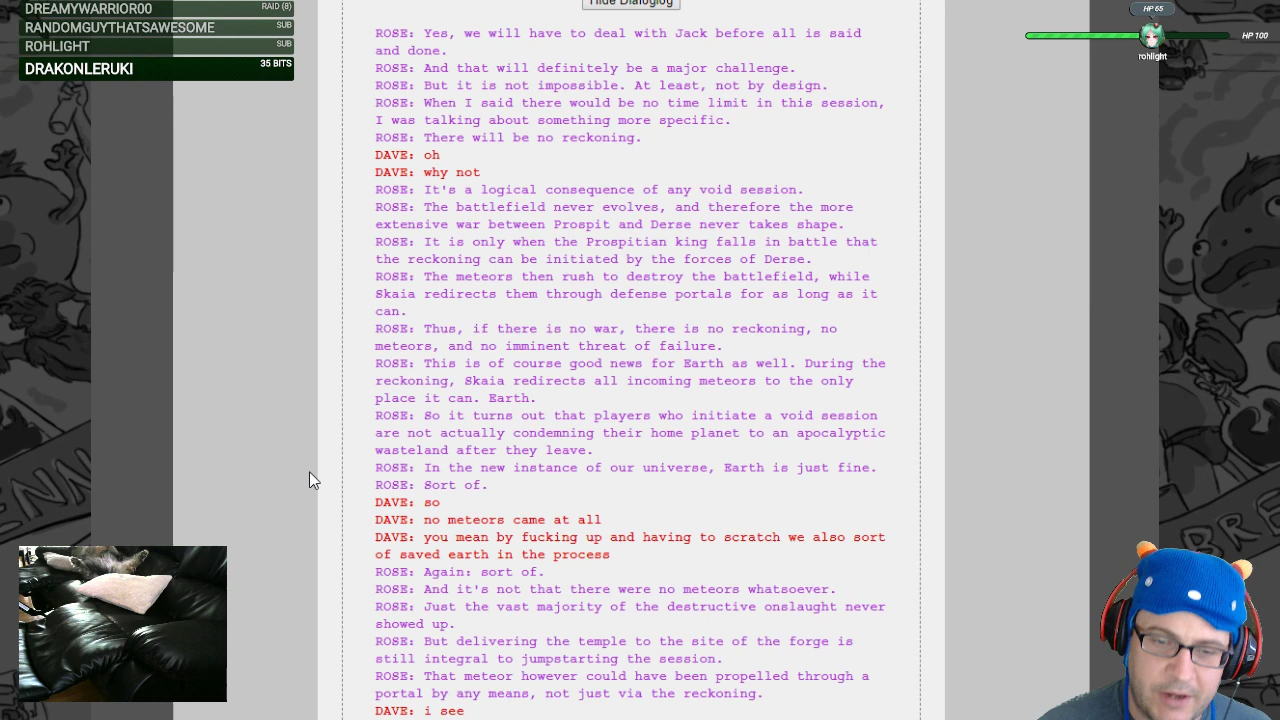 DREAMYWARRIOR00 RAID (8)
RANDOMGUYTHATSAWESOME SUB
ROHLIGHT SUB
DRAKONLERUKI 35 BITS
HP 65
HP 100
rohlight
Hide Dialoglog
ROSE: Yes, we will have to deal with Jack before all is said
and done.
ROSE: And that will definitely be a major challenge.
ROSE: But it is not impossible. At least, not by design.
ROSE: When I said there would be no time limit in this session,
I was talking about something more specific.
ROSE: There will be no reckoning.
DAVE: oh
DAVE: why not
ROSE: It's a logical consequence of any void session.
ROSE: The battlefield never evolves, and therefore the more
extensive war between Prospit and Derse never takes shape.
ROSE: It is only when the Prospitian king falls in battle that
the reckoning can be initiated by the forces of Derse.
ROSE: The meteors then rush to destroy the battlefield, while
Skaia redirects them through defense portals for as long as it
can.
ROSE: Thus, if there is no war, there is no reckoning, no
meteors, and no imminent threat of failure.
ROSE: This is of course good news for Earth as well. During the
reckoning, Skaia redirects all incoming meteors to the only
place it can. Earth.
ROSE: So it turns out that players who initiate a void session
are not actually condemning their home planet to an apocalyptic
wasteland after they leave.
ROSE: In the new instance of our universe, Earth is just fine.
ROSE: Sort of.
DAVE: so
DAVE: no meteors came at all
DAVE: you mean by fucking up and having to scratch we also sort
of saved earth in the process
ROSE: Again: sort of.
ROSE: And it's not that there were no meteors whatsoever.
ROSE: Just the vast majority of the destructive onslaught never
showed up.
ROSE: But delivering the temple to the site of the forge is
still integral to jumpstarting the session.
ROSE: That meteor however could have been propelled through a
portal by any means, not just via the reckoning.
DAVE: i see